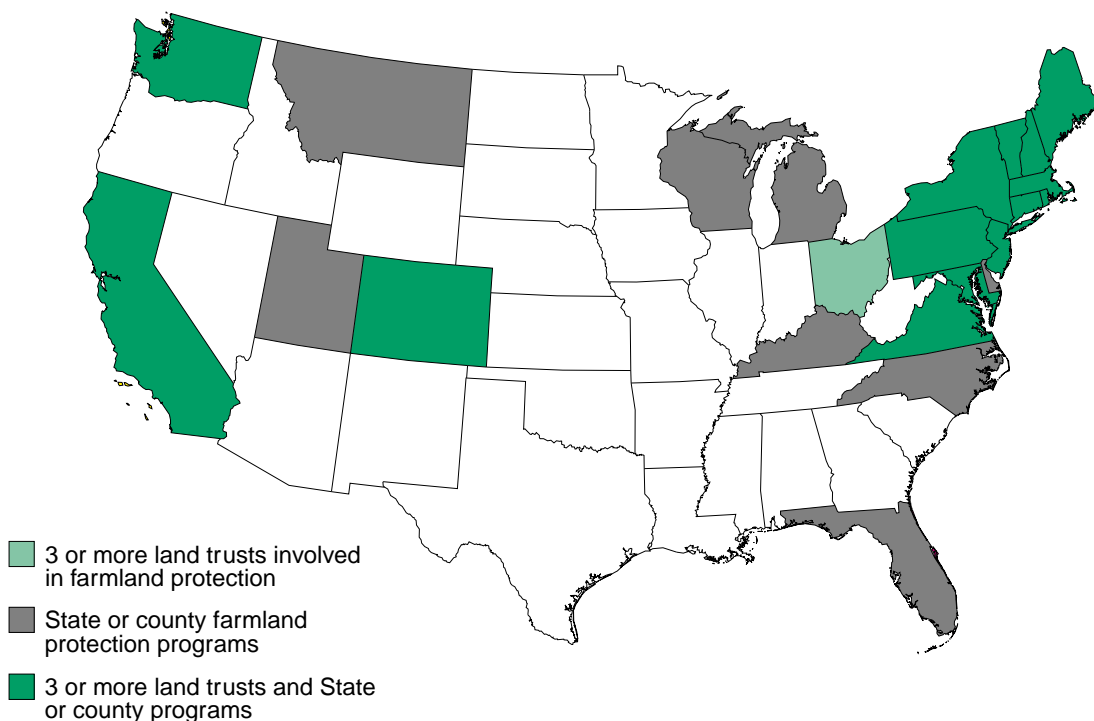 3 or more land trusts involved
in farmland protection
State or county farmland
protection programs
3 or more land trusts and State
or county programs